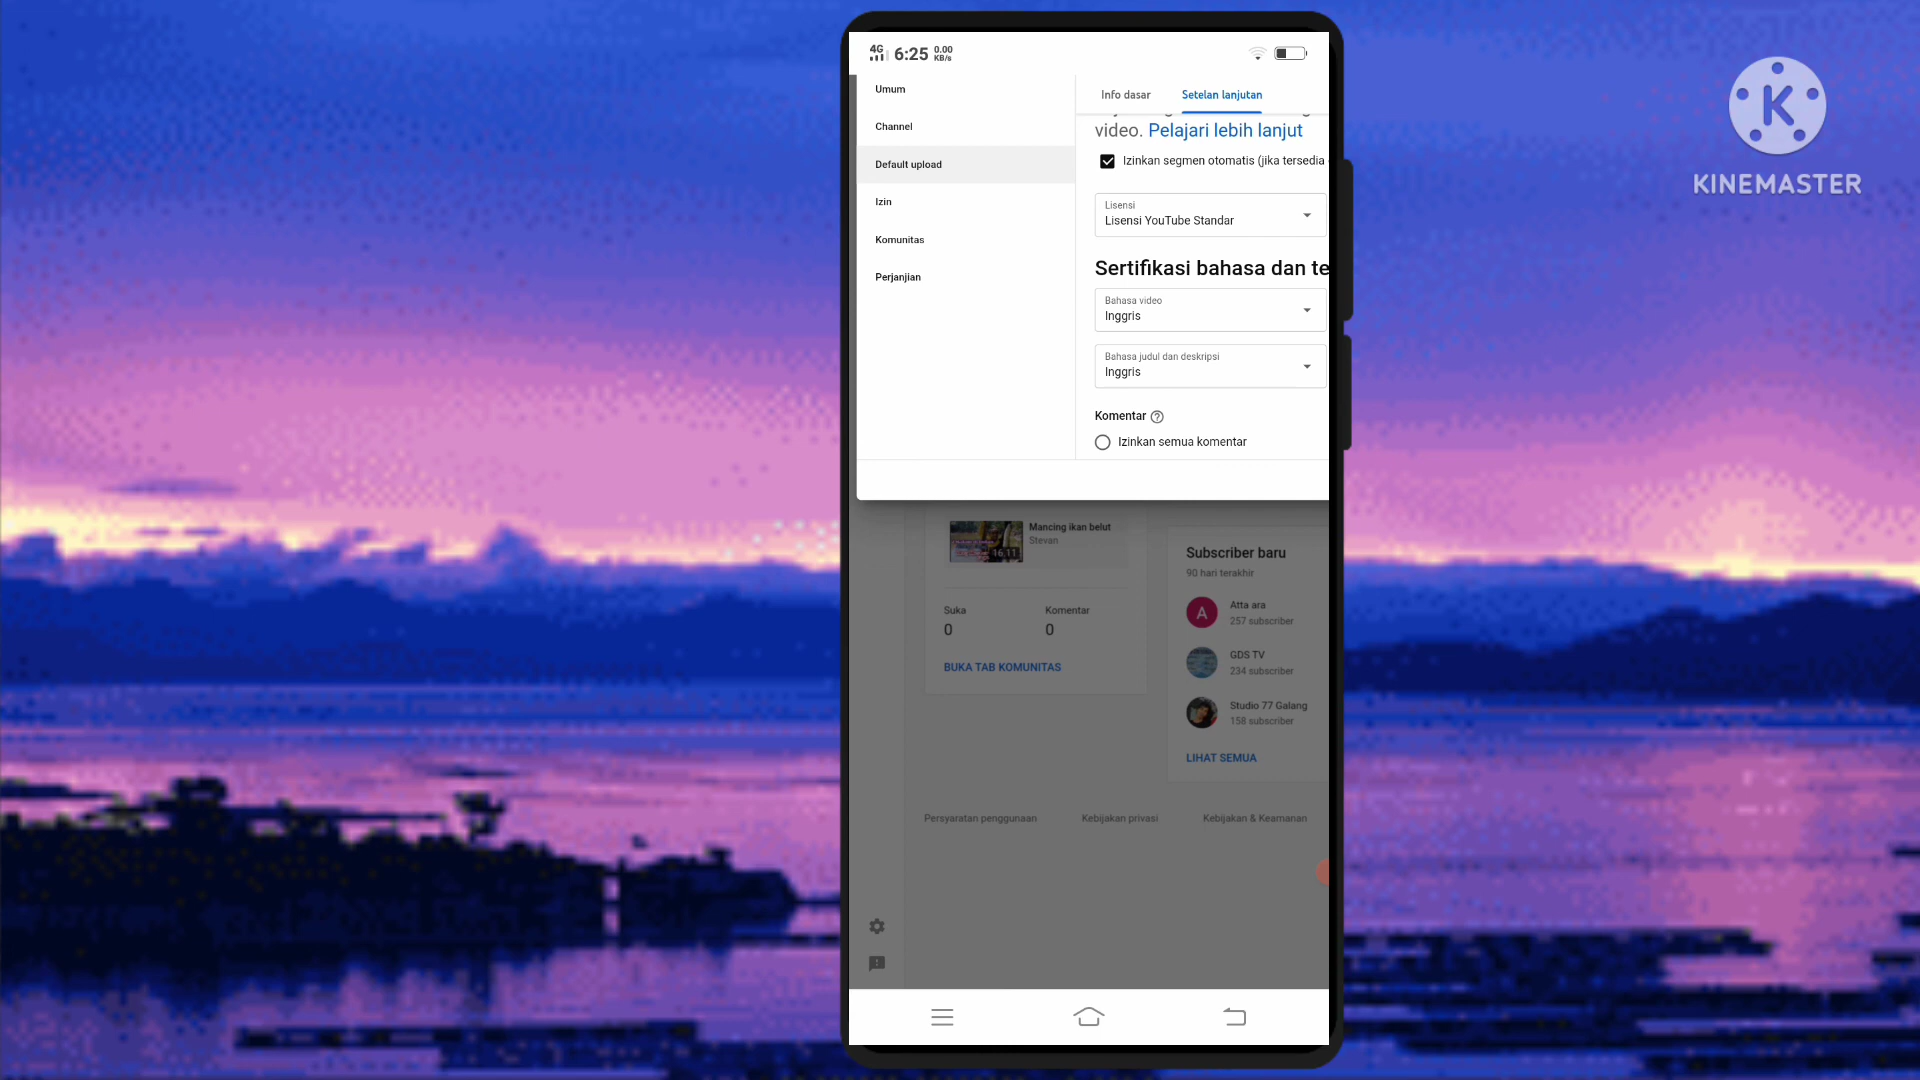 4G 6:25 0.00 KB/s
KINEMASTER
Umum
Channel
Default upload
Izin
Komunitas
Perjanjian
Info dasar
Setelan lanjutan
video. Pelajari lebih lanjut
Izinkan segmen otomatis (jika tersedia
Lisensi
Lisensi YouTube Standar
Sertifikasi bahasa dan te
Bahasa video
Inggris
Bahasa judul dan deskripsi
Inggris
Komentar
Izinkan semua komentar
Mancing ikan belut
Stevan
16.11
Suka
0
Komentar
0
BUKA TAB KOMUNITAS
Subscriber baru
90 hari terakhir
A
Atta ara
257 subscriber
GDS TV
234 subscriber
Studio 77 Galang
158 subscriber
LIHAT SEMUA
Persyaratan penggunaan
Kebijakan privasi
Kebijakan & Keamanan